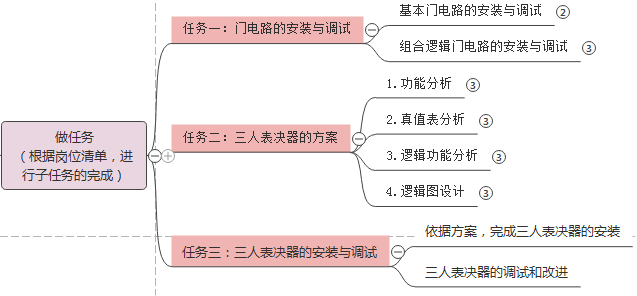 做任务
（根据岗位清单，进
行子任务的完成）
任务一：门电路的安装与调试
基本门电路的安装与调试 2
组合逻辑门电路的安装与调试 3
任务二：三人表决器的方案
1.功能分析 3
2.真值表分析 3
3.逻辑功能分析 3
4.逻辑图设计 3
任务三：三人表决器的安装与调试
依据方案，完成三人表决器的安装
三人表决器的调试和改进